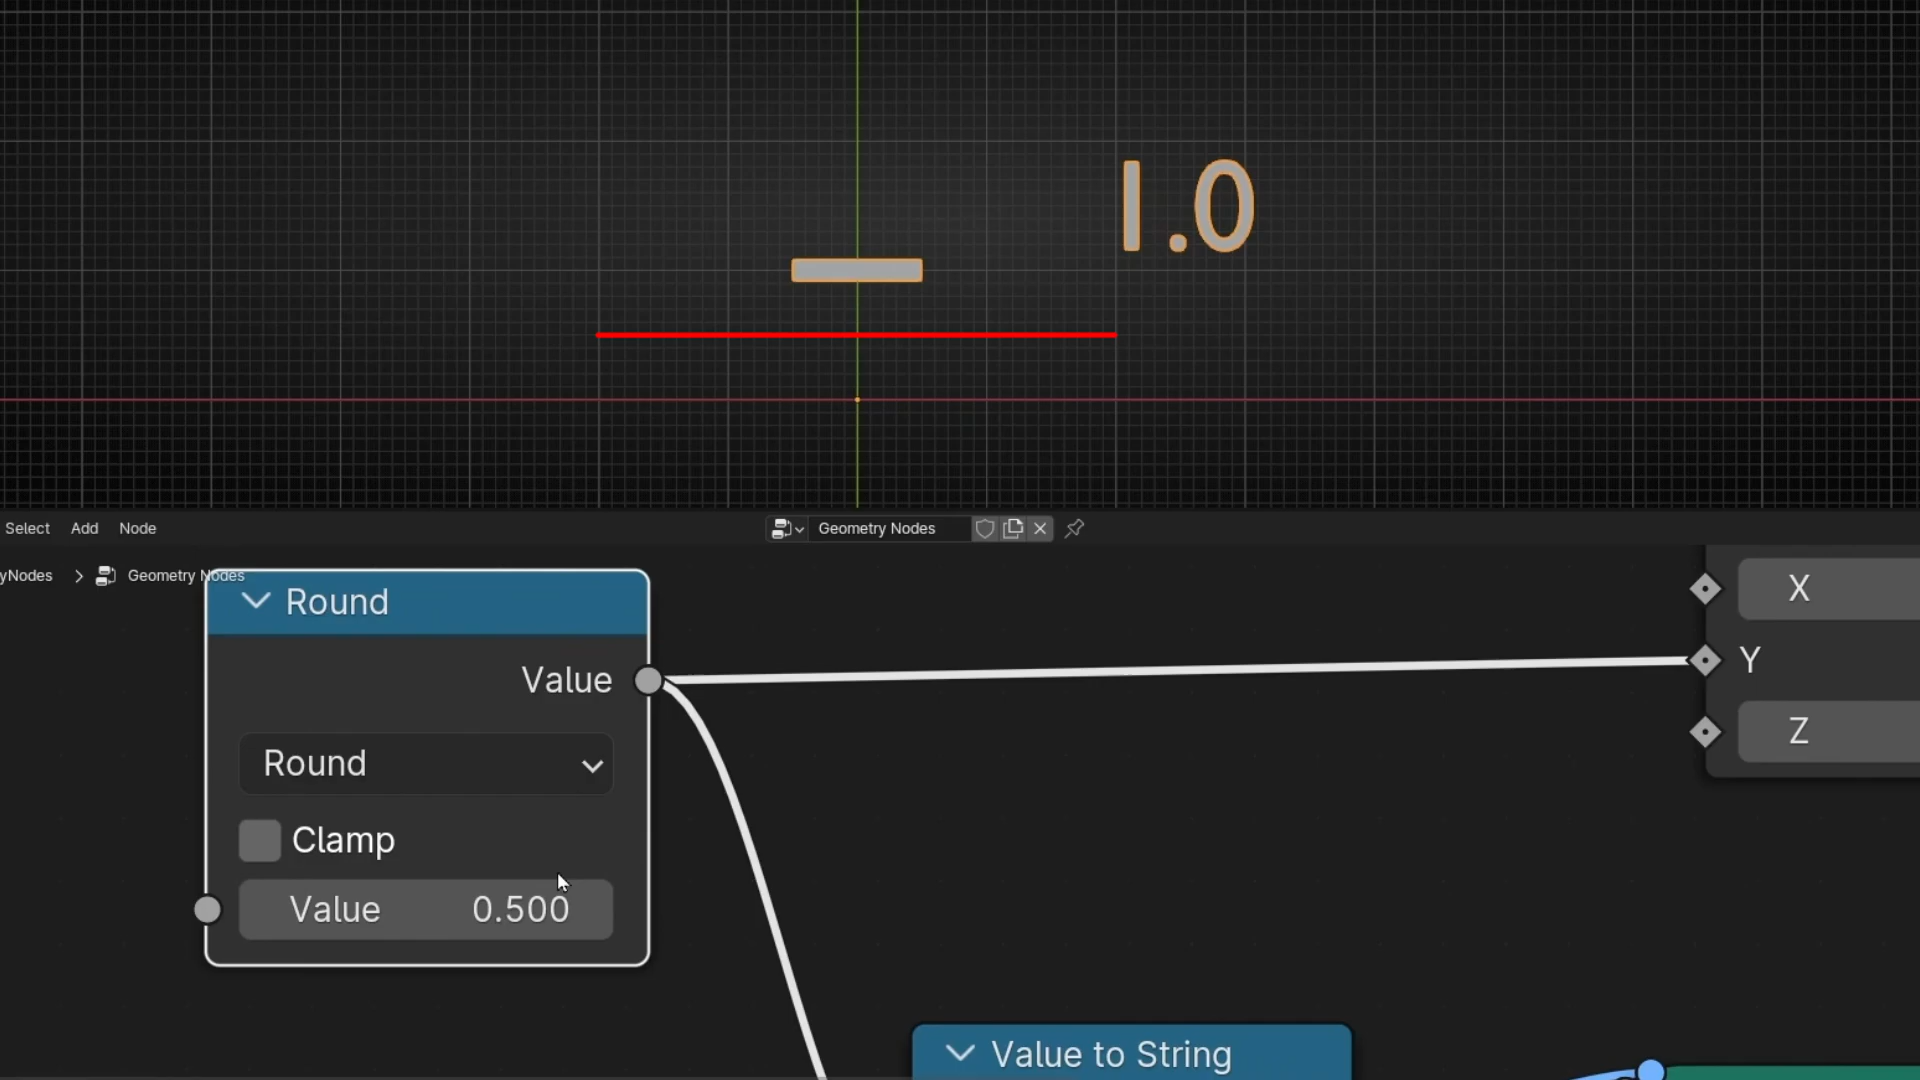 1.0
Select Add Node
Geometry Nodes
yNodes
Geometry Nodes
Round
X
Value
Y
Round
Z
Clamp
Value 0.500
Value to String